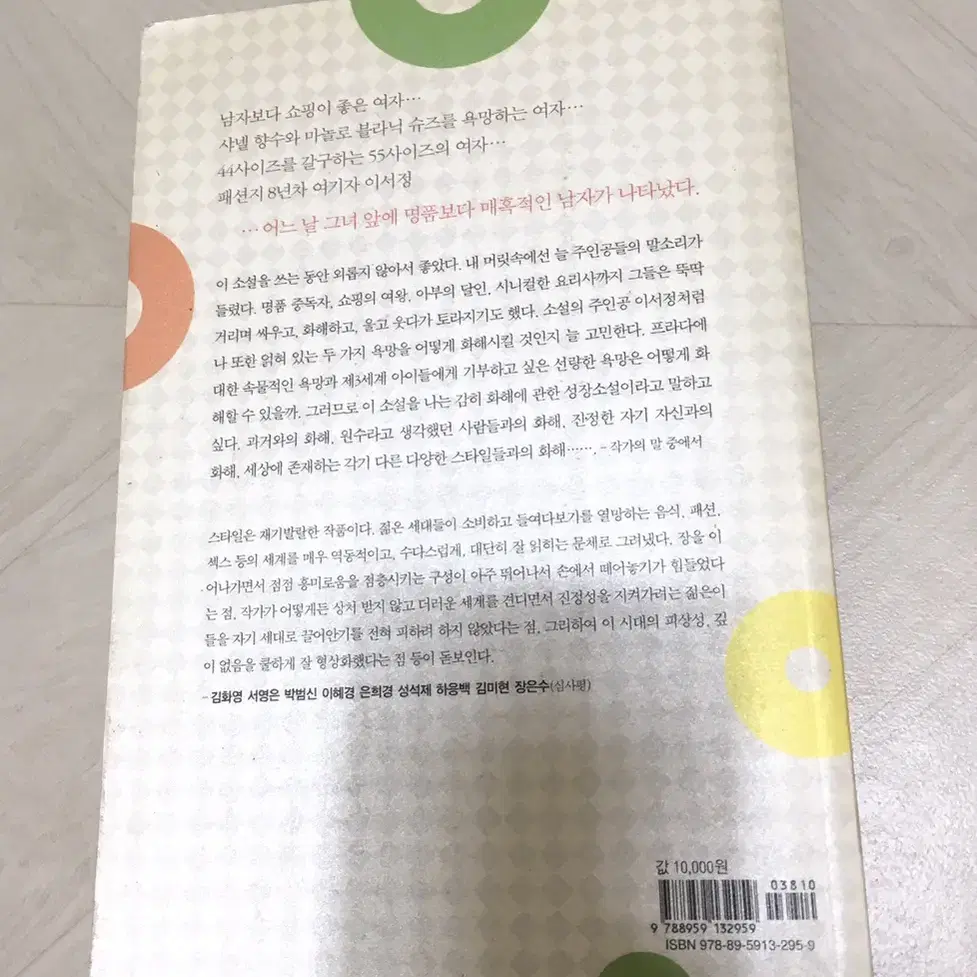 남자보다 쇼핑이 좋은 여자…
샤넬 향수와 마놀로 블라닉 슈즈를 욕망하는 여자…
44사이즈를 갈구하는 55사이즈의 여자…
패션지 8년차 여기자 이서정
… 어느 날 그녀 앞에 명품보다 매혹적인 남자가 나타났다.
이 소설을 쓰는 동안 외롭지 않아서 좋았다. 내 머릿속에선 늘 주인공들의 말소리가
들렸다. 명품 중독자, 쇼핑의 여왕, 아부의 달인, 시니컬한 요리사까지 그들은 뚝딱
거리며 싸우고, 화해하고, 울고 웃다가 토라지기도 했다. 소설의 주인공 이서정처럼
나 또한 얽혀 있는 두 가지 욕망을 어떻게 화해시킬 것인지 늘 고민한다. 프라다에
대한 속물적인 욕망과 제3세계 아이들에게 기부하고 싶은 선량한 욕망은 어떻게 화
해할 수 있을까. 그러므로 이 소설을 나는 감히 화해에 관한 성장소설이라고 말하고
싶다. 과거와의 화해, 원수라고 생각했던 사람들과의 화해, 진정한 자기 자신과의
화해, 세상에 존재하는 각기 다른 다양한 스타일들과의 화해……. - 작가의 말 중에서
스타일은 재기발랄한 작품이다. 젊은 세대들이 소비하고 들여다보기를 열망하는 음식, 패션,
섹스 등의 세계를 매우 역동적이고, 수다스럽게, 대단히 잘 읽히는 문체로 그려냈다. 장을 이
어나가면서 점점 흥미로움을 점층시키는 구성이 아주 뛰어나서 손에서 떼어놓기가 힘들었다
는 점, 작가가 어떻게든 상처 받지 않고 더러운 세계를 견디면서 진정성을 지켜가려는 젊은이
들을 자기 세대로 끌어안기를 전혀 피하려 하지 않았다는 점, 그리하여 이 시대의 피상성, 깊
이 없음을 쿨하게 잘 형상화했다는 점 등이 돋보인다.
- 김화영 서영은 박범신 이혜경 은희경 성석제 하응백 김미현 장은수(심사평)
값 10,000원
03810
9 788959 132959
ISBN 978-89-5913-295-9